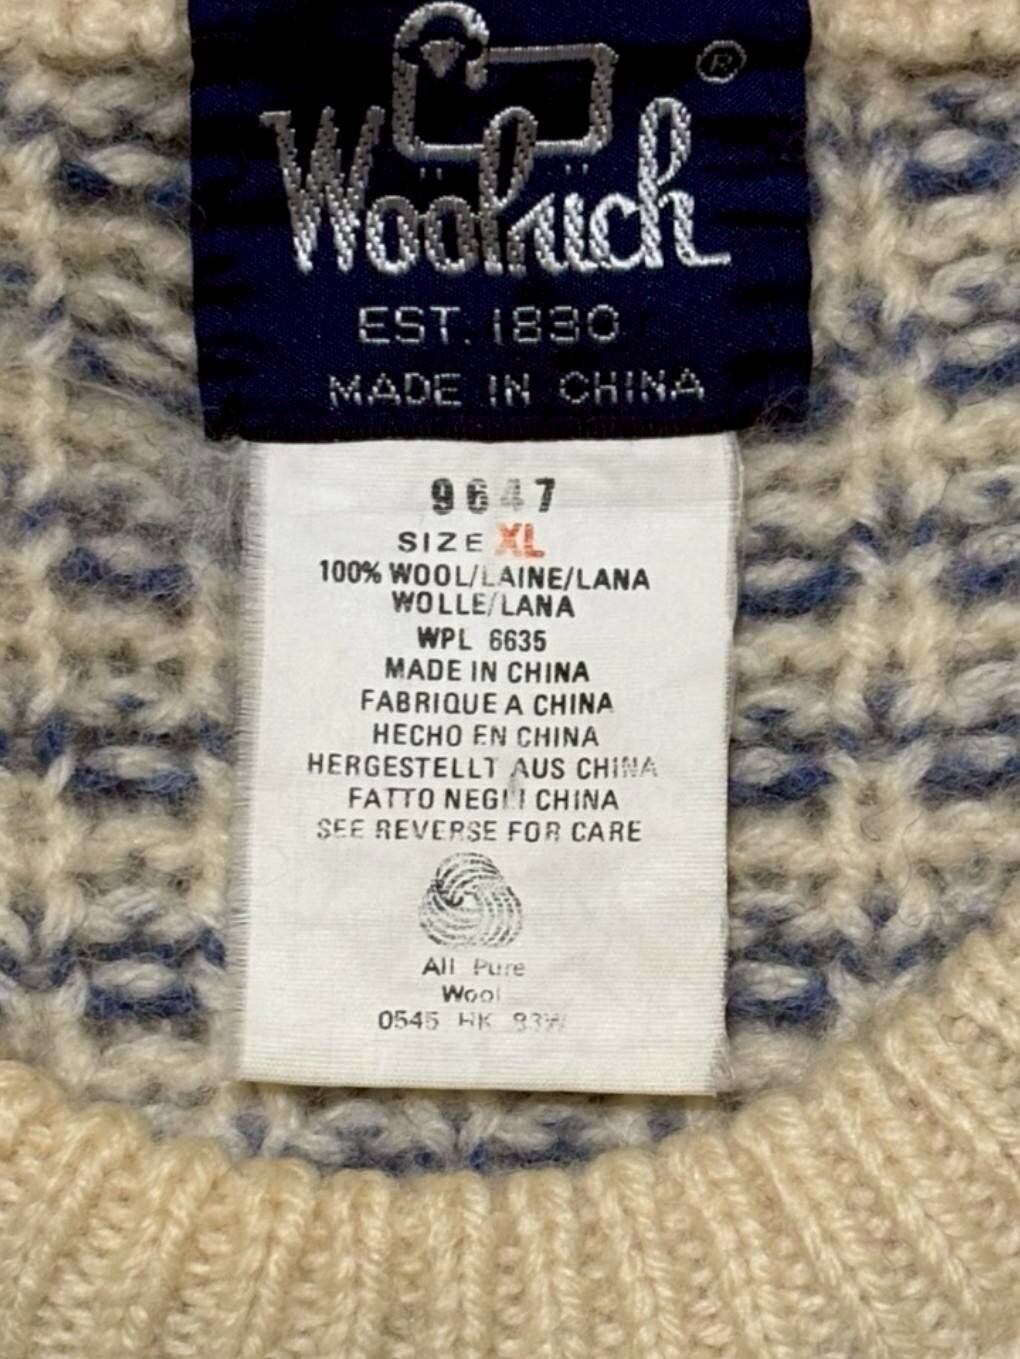 ®
Woolrich
EST. 1830
MADE IN CHINA
9647
SIZE XL
100% WOOL/LAINE/LANA
WOLLE/LANA
WPL 6635
MADE IN CHINA
FABRIQUE A CHINA
HECHO EN CHINA
HERGESTELLT AUS CHINA
FATTO NEGLI CHINA
SEE REVERSE FOR CARE
All Pure
Wool
0545 HK 83W